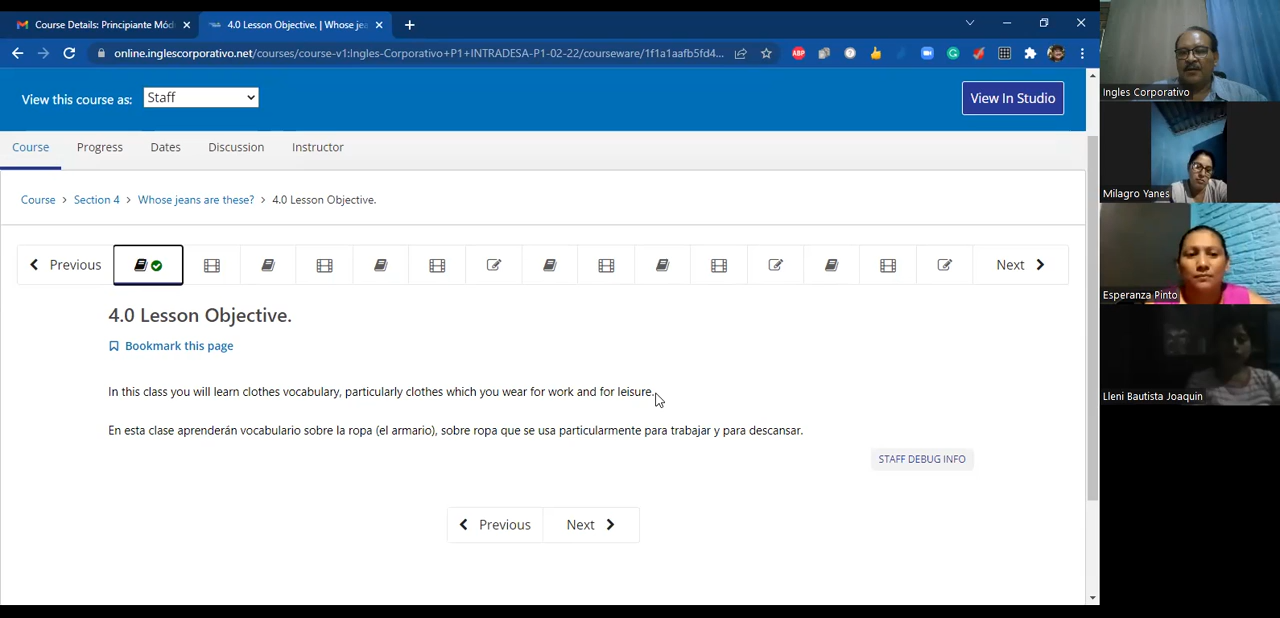 Course Details: Principiante Mód
4.0 Lesson Objective. | Whose jea
online.inglescorporativo.net/courses/course-v1:Ingles-Corporativo+P1+INTRADESA-P1-02-22/courseware/1f1a1aafb5fd4...
View this course as:
Staff
View In Studio
Course
Progress
Dates
Discussion
Instructor
Course > Section 4 > Whose jeans are these? > 4.0 Lesson Objective.
Previous
Next
4.0 Lesson Objective.
Bookmark this page
In this class you will learn clothes vocabulary, particularly clothes which you wear for work and for leisure.
En esta clase aprenderán vocabulario sobre la ropa (el armario), sobre ropa que se usa particularmente para trabajar y para descansar.
STAFF DEBUG INFO
Previous
Next
Ingles Corporativo
Milagro Yanes
Esperanza Pinto
Lleni Bautista Joaquin
ABP